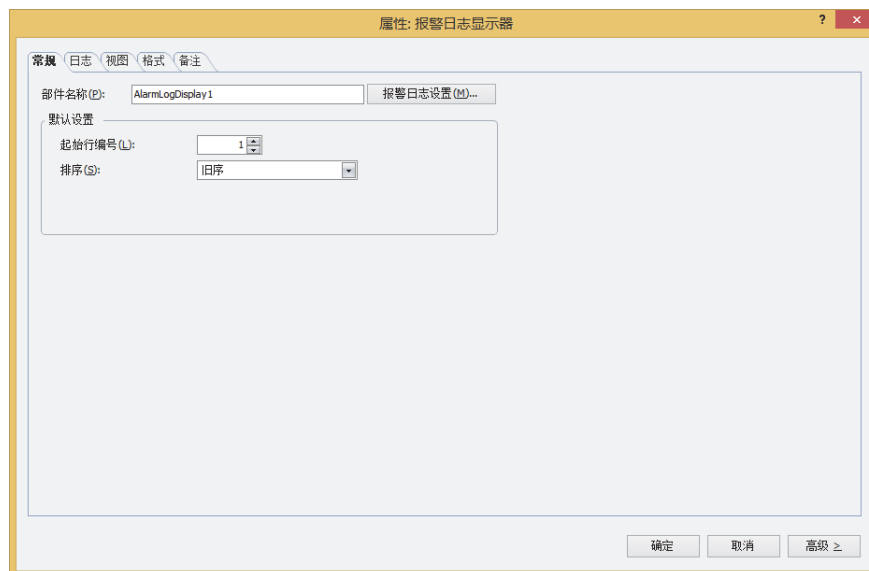 属性: 报警日志显示器
? ×
常规 日志 视图 格式 备注
部件名称(P): AlarmLogDisplay1 报警日志设置(M)...
默认设置
起始行编号(L): 1
排序(S): 旧序
确定 取消 高级 ≥